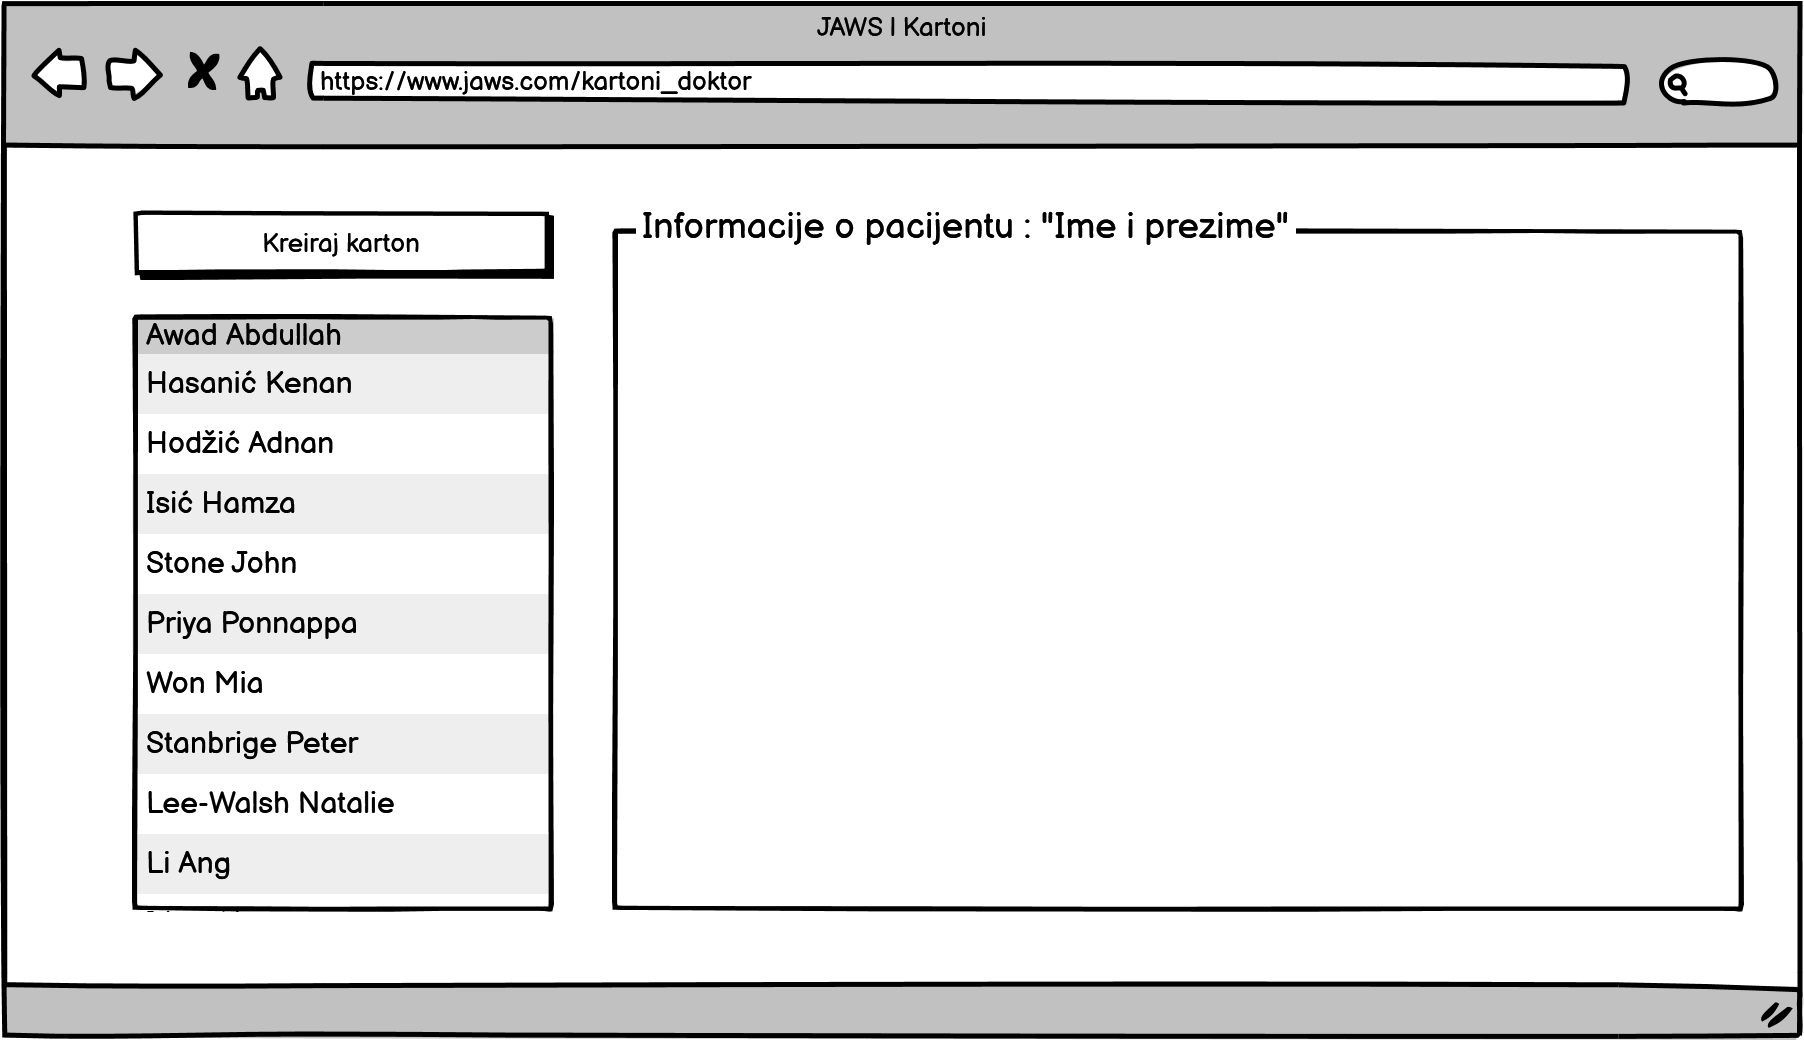 JAWS | Kartoni
https://www.jaws.com/kartoni_doktor
Kreiraj karton
Informacije o pacijentu : "Ime i prezime"
Awad Abdullah
Hasanić Kenan
Hodžić Adnan
Isić Hamza
Stone John
Priya Ponnappa
Won Mia
Stanbrige Peter
Lee-Walsh Natalie
Li Ang